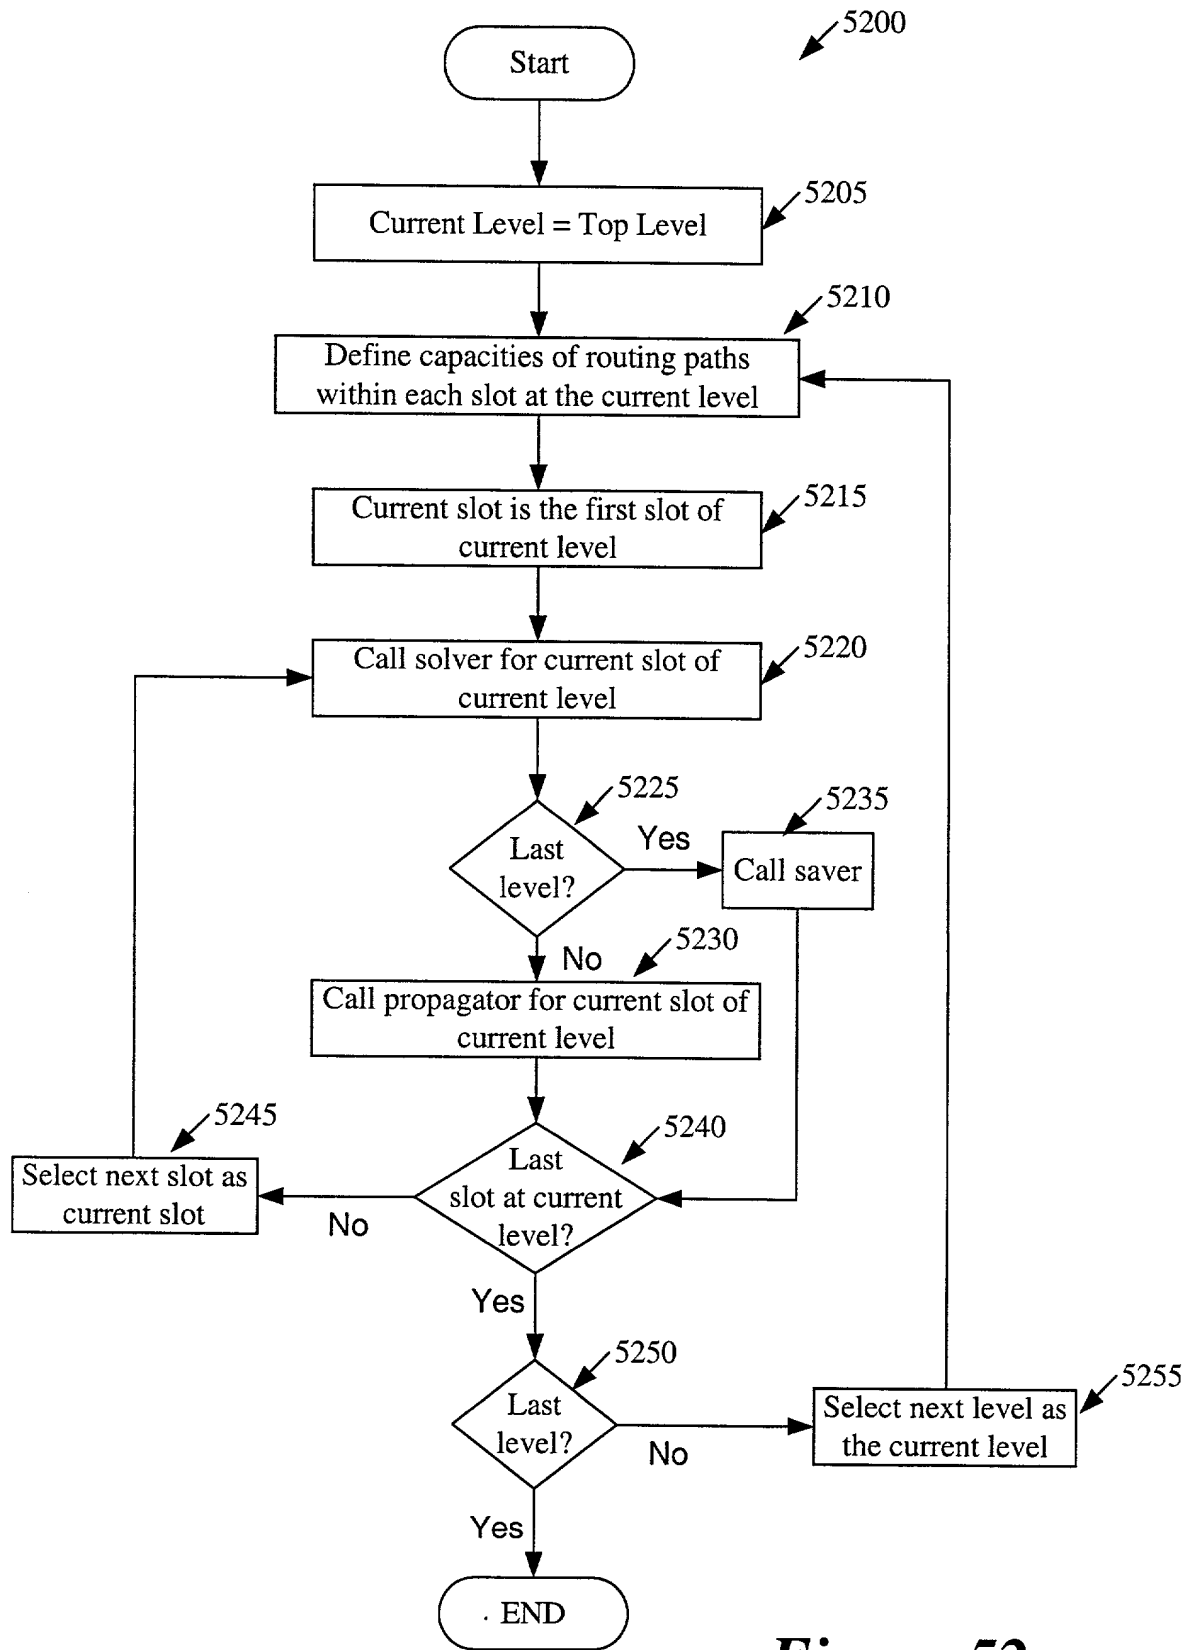 5200
Start
5205
Current Level = Top Level
5210
Define capacities of routing paths
within each slot at the current level
5215
Current slot is the first slot of
current level
5220
Call solver for current slot of
current level
5225
5235
Last
level?
Yes
Call saver
5230
No
Call propagator for current slot of
current level
5245
5240
Select next slot as
current slot
Last
slot at current
level?
No
Yes
5250
5255
Last
level?
No
Select next level as
the current level
Yes
END